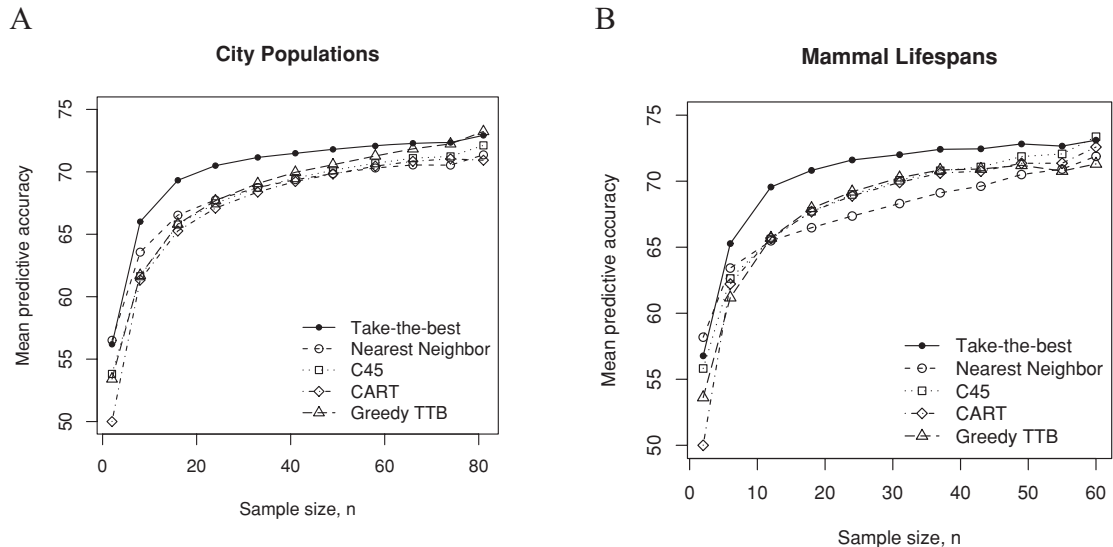 A
City Populations
Mean predictive accuracy
75
70
65
60
55
50
Take-the-best
Nearest Neighbor
C45
CART
Greedy TTB
0 20 40 60 80
Sample size, n
B
Mammal Lifespans
Mean predictive accuracy
75
70
65
60
55
50
Take-the-best
Nearest Neighbor
C45
CART
Greedy TTB
0 10 20 30 40 50 60
Sample size, n